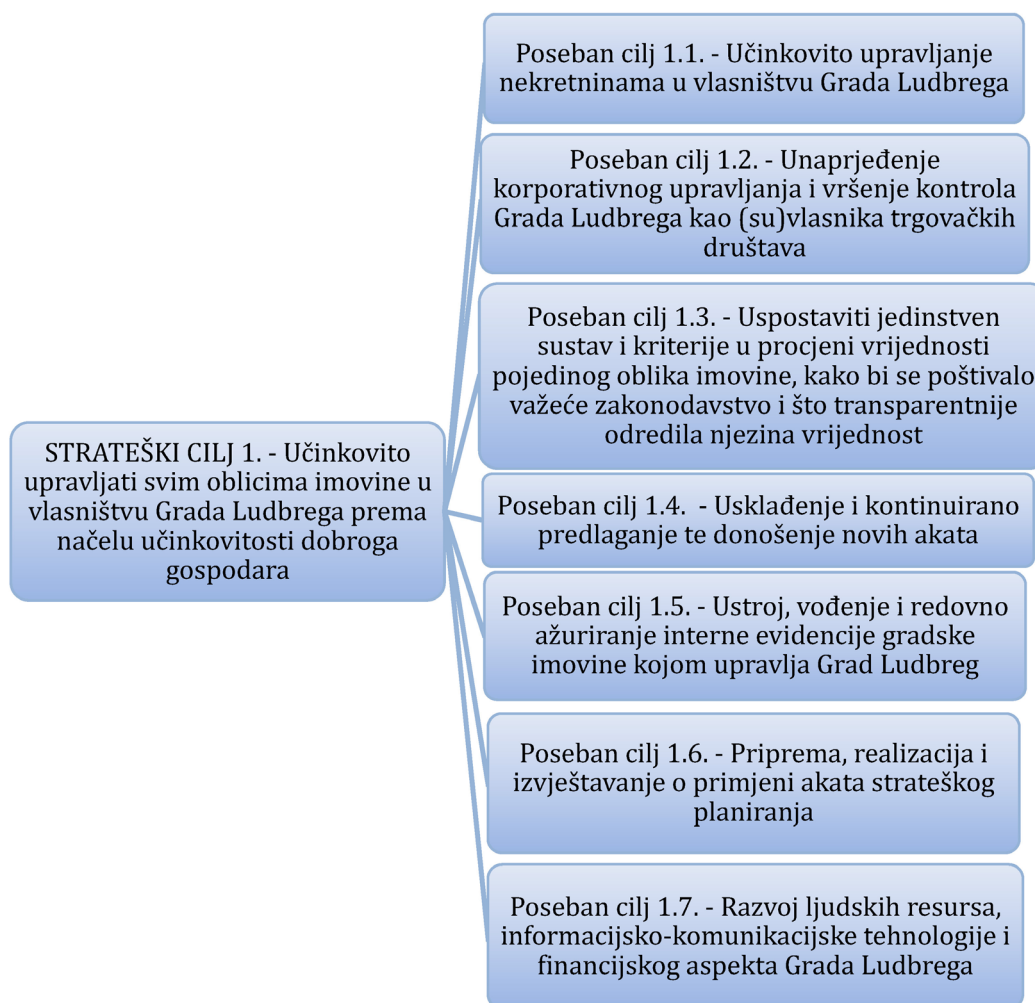 STRATEŠKI CILJ 1. - Učinkovito
upravljati svim oblicima imovine u
vlasništvu Grada Ludbrega prema
načelu učinkovitosti dobroga
gospodara
Poseban cilj 1.1. - Učinkovito upravljanje
nekretninama u vlasništvu Grada Ludbrega
Poseban cilj 1.2. - Unaprjeđenje
korporativnog upravljanja i vršenje kontrola
Grada Ludbrega kao (su)vlasnika trgovačkih
društava
Poseban cilj 1.3. - Uspostaviti jedinstven
sustav i kriterije u procjeni vrijednosti
pojedinog oblika imovine, kako bi se poštivalo
važeće zakonodavstvo i što transparentnije
odredila njezina vrijednost
Poseban cilj 1.4. - Usklađenje i kontinuirano
predlaganje te donošenje novih akata
Poseban cilj 1.5. - Ustroj, vođenje i redovno
ažuriranje interne evidencije gradske
imovine kojom upravlja Grad Ludbreg
Poseban cilj 1.6. - Priprema, realizacija i
izvještavanje o primjeni akata strateškog
planiranja
Poseban cilj 1.7. - Razvoj ljudskih resursa,
informacijsko-komunikacijske tehnologije i
financijskog aspekta Grada Ludbrega